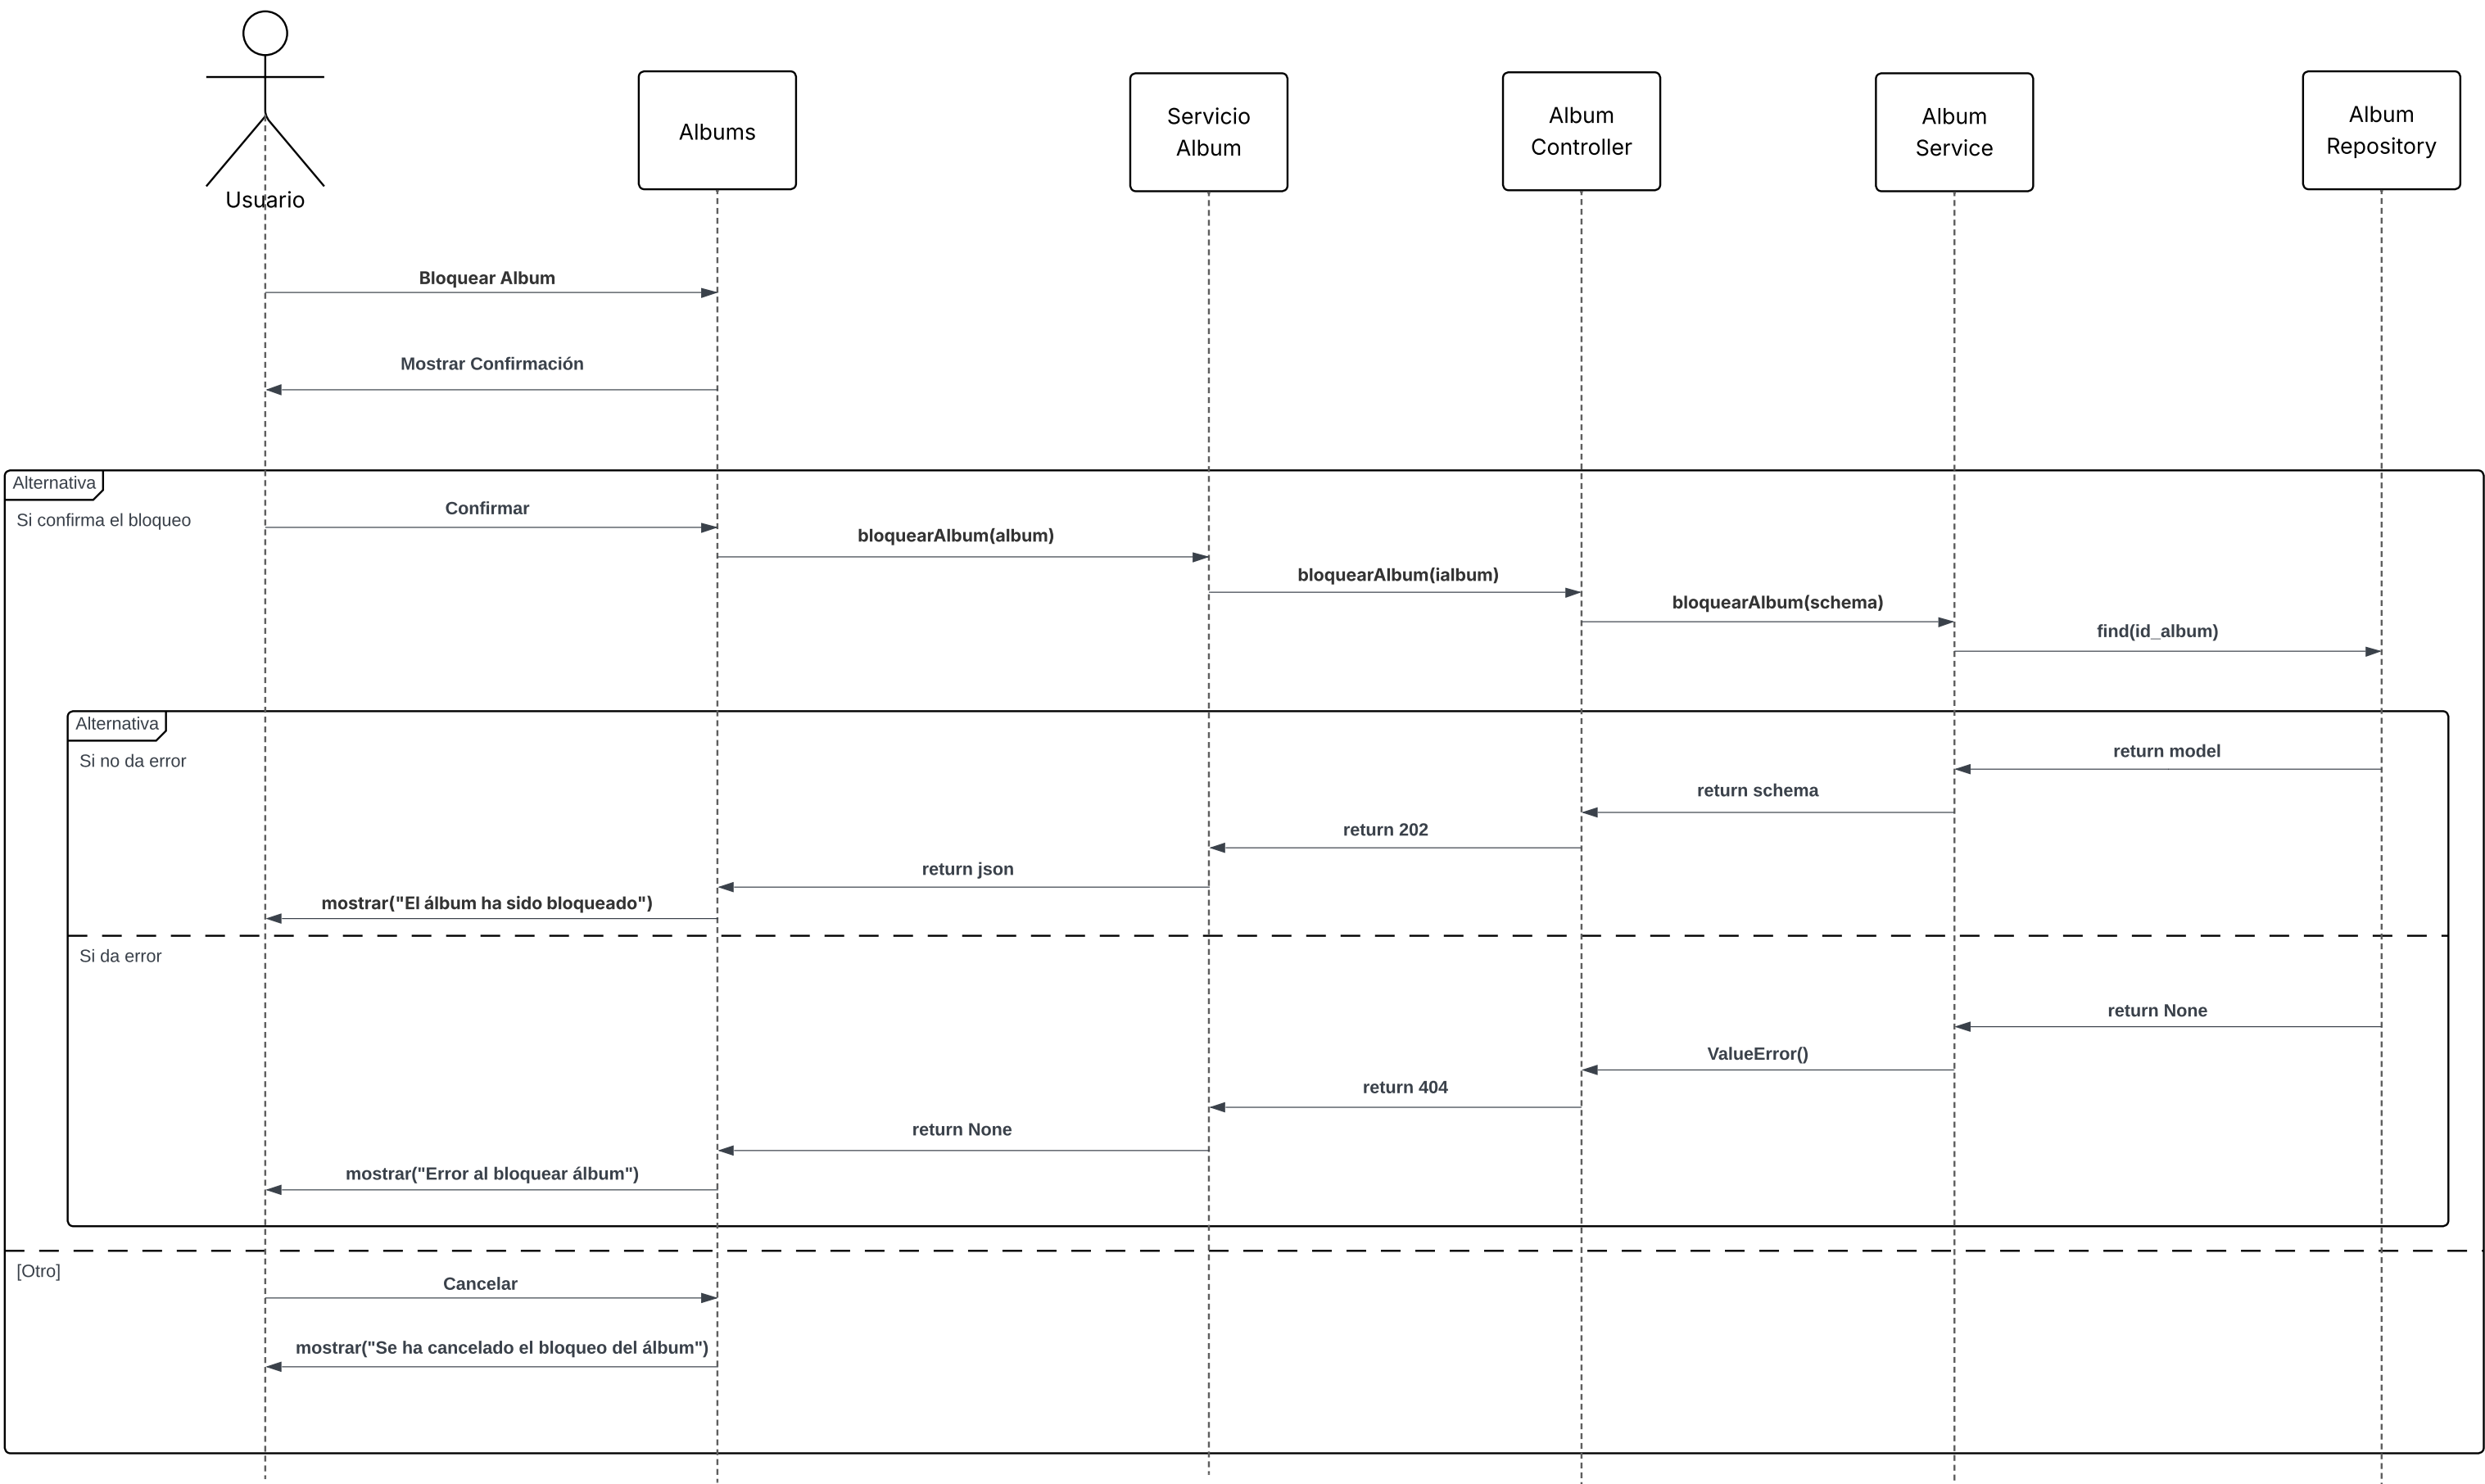 Usuario
Albums
Servicio
Album
Album
Controller
Album
Service
Album
Repository
Bloquear Album
Mostrar Confirmación
Alternativa
Si confirma el bloqueo
Confirmar
bloquearAlbum(album)
bloquearAlbum(ialbum)
bloquearAlbum(schema)
find(id_album)
Alternativa
Si no da error
return model
return schema
return 202
return json
mostrar("El álbum ha sido bloqueado")
Si da error
return None
ValueError()
return 404
return None
mostrar("Error al bloquear álbum")
[Otro]
Cancelar
mostrar("Se ha cancelado el bloqueo del álbum")